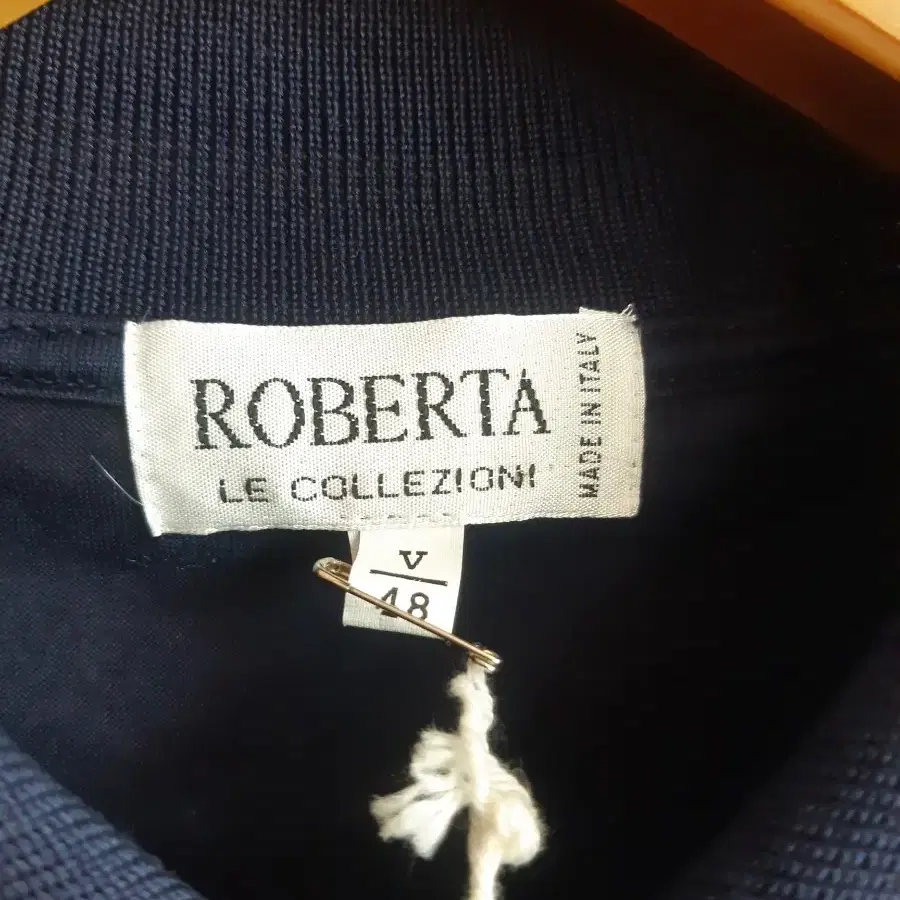 ROBERTA
LE COLLEZIONI
MADE IN ITALY
V
48